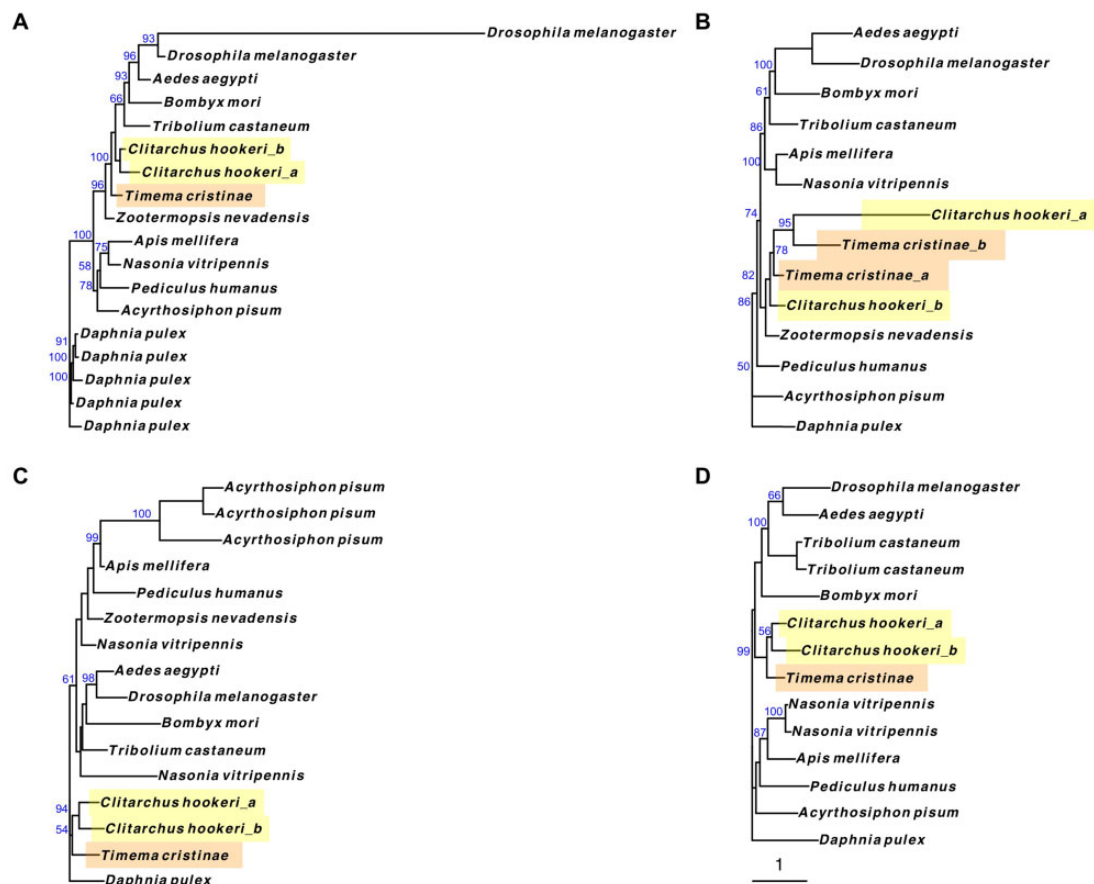 A
93
Drosophila melanogaster
96
Drosophila melanogaster
93
Aedes aegypti
66
Bombyx mori
Tribolium castaneum
100
Clitarchus hookeri_b
Clitarchus hookeri_a
96
Timema cristinae
Zootermopsis nevadensis
100
75
Apis mellifera
58
Nasonia vitripennis
78
Pediculus humanus
Acyrthosiphon pisum
91
Daphnia pulex
100
Daphnia pulex
100
Daphnia pulex
Daphnia pulex
Daphnia pulex
B
Aedes aegypti
100
Drosophila melanogaster
61
Bombyx mori
86
Tribolium castaneum
100
Apis mellifera
Nasonia vitripennis
74
95
Clitarchus hookeri_a
78
Timema cristinae_b
82
Timema cristinae_a
86
Clitarchus hookeri_b
Zootermopsis nevadensis
50
Pediculus humanus
Acyrthosiphon pisum
Daphnia pulex
C
Acyrthosiphon pisum
100
Acyrthosiphon pisum
99
Acyrthosiphon pisum
Apis mellifera
Pediculus humanus
Zootermopsis nevadensis
Nasonia vitripennis
61
98
Aedes aegypti
Drosophila melanogaster
Bombyx mori
Tribolium castaneum
Nasonia vitripennis
94
Clitarchus hookeri_a
54
Clitarchus hookeri_b
Timema cristinae
Daphnia pulex
D
66
Drosophila melanogaster
100
Aedes aegypti
Tribolium castaneum
Tribolium castaneum
Bombyx mori
56
Clitarchus hookeri_a
99
Clitarchus hookeri_b
Timema cristinae
100
Nasonia vitripennis
87
Nasonia vitripennis
Apis mellifera
Pediculus humanus
Acyrthosiphon pisum
Daphnia pulex
1